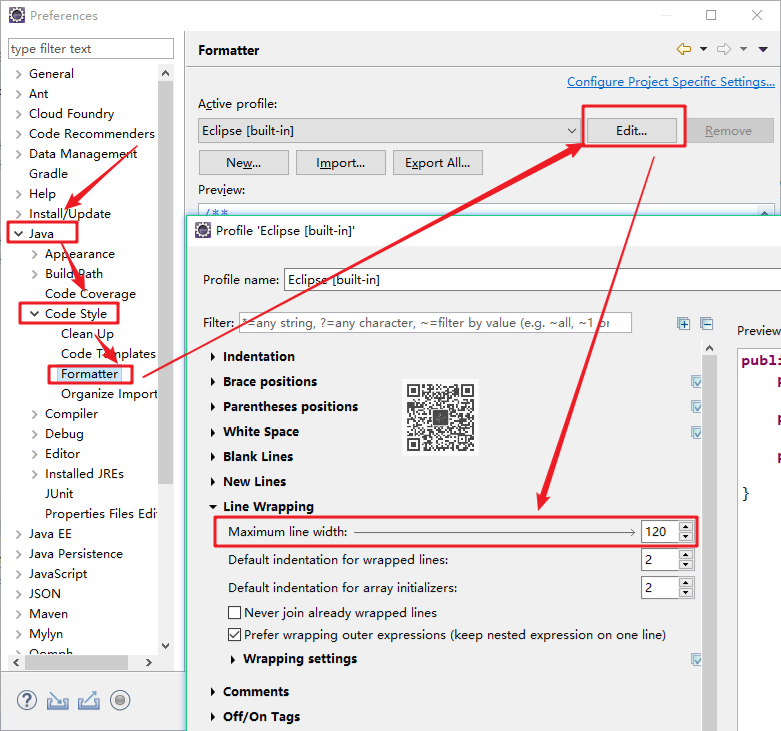 Preferences
type filter text
General
Ant
Cloud Foundry
Code Recommenders
Data Management
Gradle
Help
Install/Update
Java
Appearance
Build Path
Code Coverage
Code Style
Clean Up
Code Templates
Formatter
Organize Import
Compiler
Debug
Editor
Installed JREs
JUnit
Properties Files Edi
Java EE
Java Persistence
JavaScript
JSON
Maven
Mylyn
Oomph
Formatter
Configure Project Specific Settings...
Active profile:
Eclipse [built-in]
Edit...
Remove
New...
Import...
Export All...
Preview:
/**
Profile 'Eclipse [built-in]'
Profile name:
Eclipse [built-in]
Filter:
*=any string, ?=any character, ~=filter by value (e.g. ~all, ~1 or
Preview
Indentation
Brace positions
Parentheses positions
White Space
Blank Lines
New Lines
Line Wrapping
Maximum line width:
120
Default indentation for wrapped lines:
2
Default indentation for array initializers:
2
Never join already wrapped lines
Prefer wrapping outer expressions (keep nested expression on one line)
Wrapping settings
Comments
Off/On Tags
publi
p
p
p
}